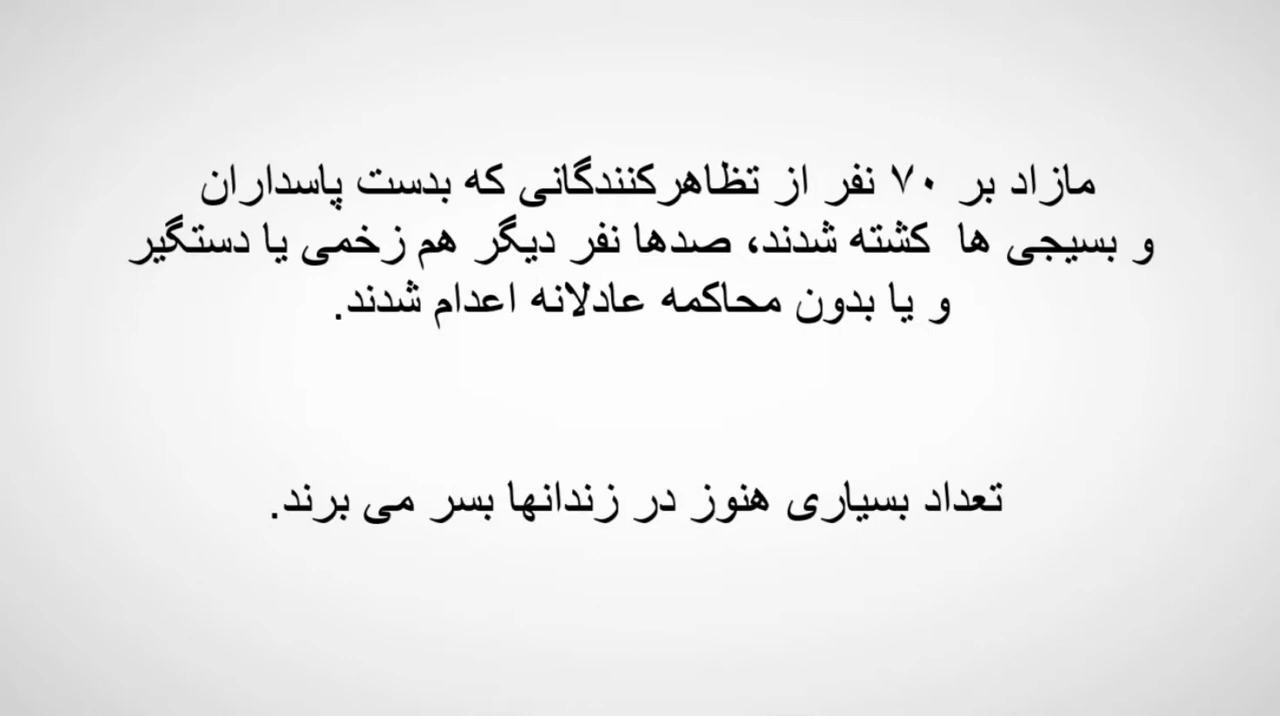 مازاد بر ۷۰ نفر از تظاهرکنندگانی که بدست پاسداران
و بسیجی ها کشته شدند، صدها نفر دیگر هم زخمی یا دستگیر
و یا بدون محاکمه عادلانه اعدام شدند.
تعداد بسیاری هنوز در زندانها بسر می برند.